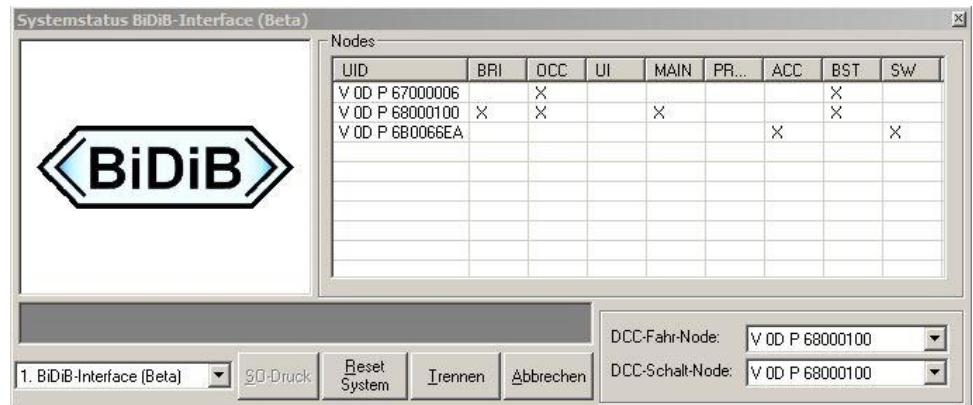 Systemstatus BiDiB-Interface (Beta)
Nodes
UID BRI OCC UI MAIN PR... ACC BST SW
V 0D P 67000006 X X
V 0D P 68000100 X X X X
V 0D P 6B0066EA X X
BiDiB
DCC-Fahr-Node: V 0D P 68000100
DCC-Schalt-Node: V 0D P 68000100
1. BiDiB-Interface (Beta) SO-Druck Reset System Trennen Abbrechen